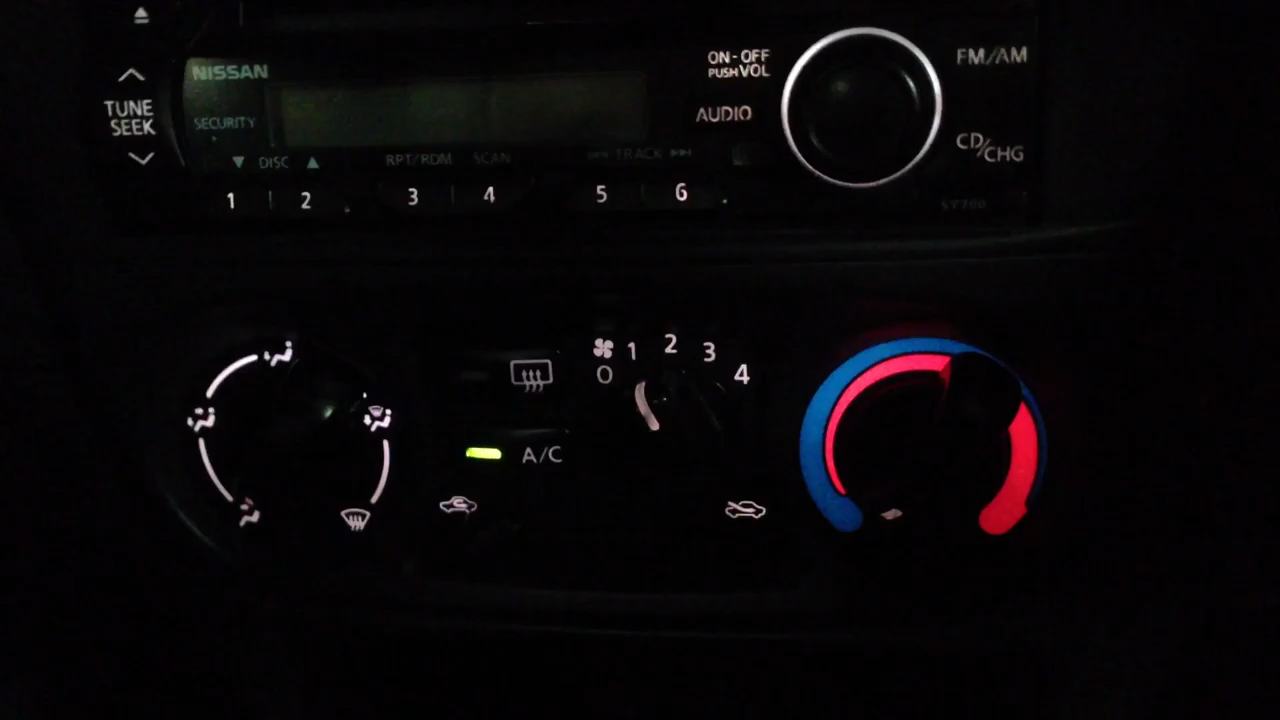 NISSAN
ON-OFF
PUSH VOL
FM/AM
TUNE
SEEK
SECURITY
AUDIO
DISC
RPT/RDM
SCAN
TRACK
CD/CHG
1
2
3
4
5
6
0
1
2
3
4
A/C